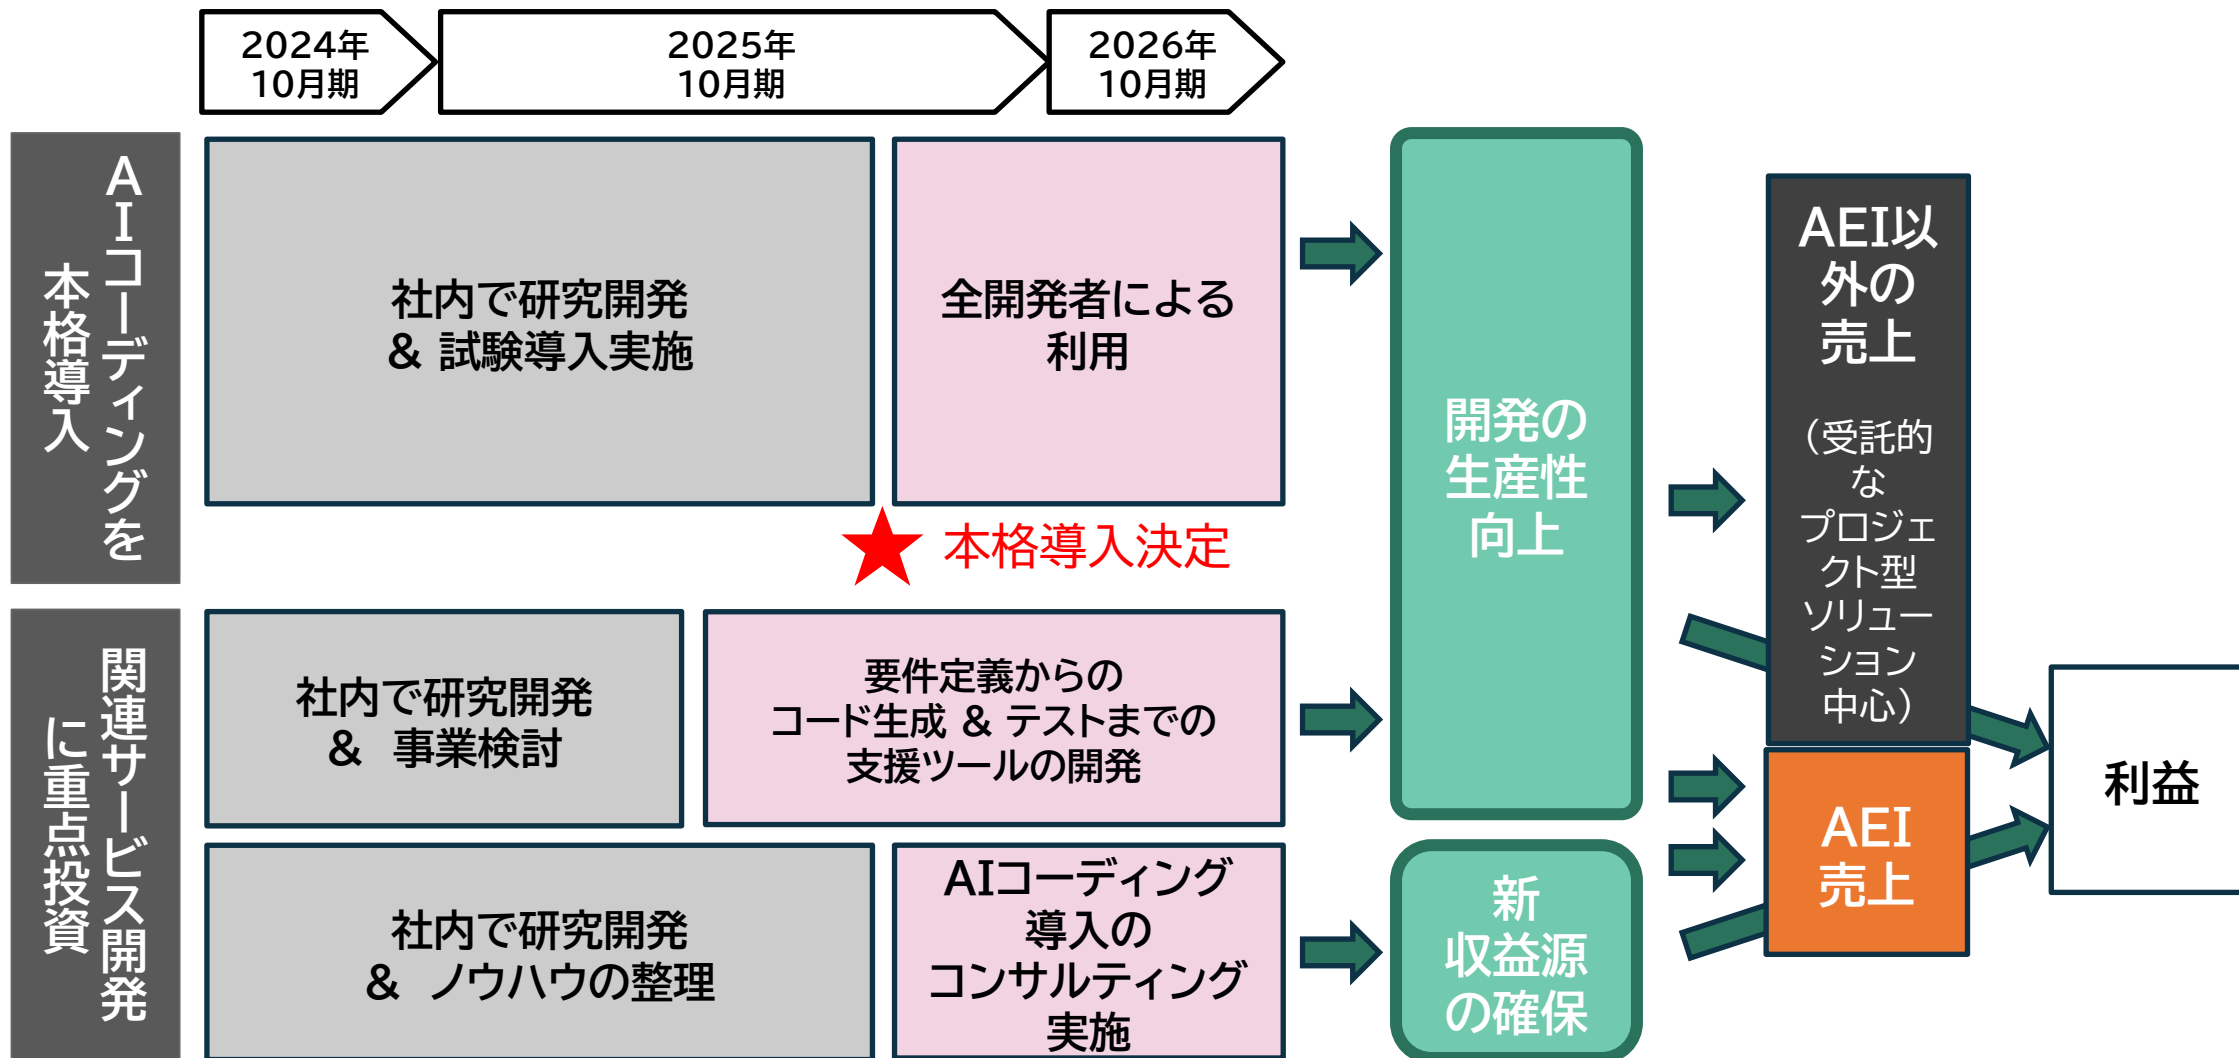 2024年
10月期
2025年
10月期
2026年
10月期
AIコーディングを
本格導入
社内で研究開発
& 試験導入実施
全開発者による
利用
本格導入決定
関連サービス開発
に重点投資
社内で研究開発
& 事業検討
要件定義からの
コード生成 & テストまでの
支援ツールの開発
社内で研究開発
& ノウハウの整理
AIコーディング
導入の
コンサルティング
実施
開発の
生産性
向上
新
収益源
の確保
AEI以
外の
売上
（受託的
な
プロジェ
クト型
ソリュー
ション
中心）
AEI
売上
利益